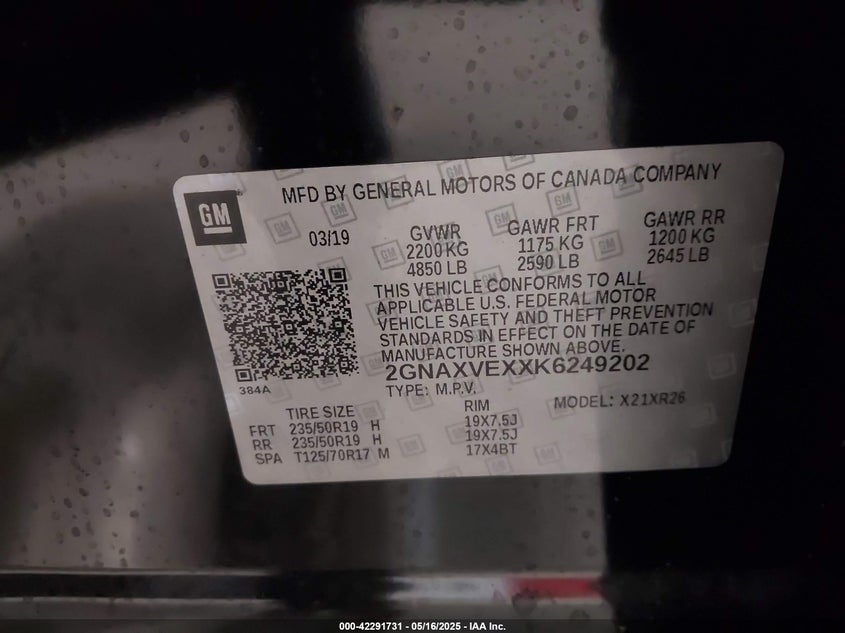 GM
MFD BY GENERAL MOTORS OF CANADA COMPANY
03/19
GVWR
2200 KG
4850 LB
GAWR FRT
1175 KG
2590 LB
GAWR RR
1200 KG
2645 LB
THIS VEHICLE CONFORMS TO ALL
APPLICABLE U.S. FEDERAL MOTOR
VEHICLE SAFETY AND THEFT PREVENTION
STANDARDS IN EFFECT ON THE DATE OF
MANUFACTURE SHOWN ABOVE.
384A
2GNAXVEXXK6249202
TYPE: M.P.V.
MODEL: X21XR26
TIRE SIZE RIM
FRT 235/50R19 H 19X7.5J
RR 235/50R19 H 19X7.5J
SPA T125/70R17 M 17X4BT
000-42291731 - 05/16/2025 - IAA Inc.